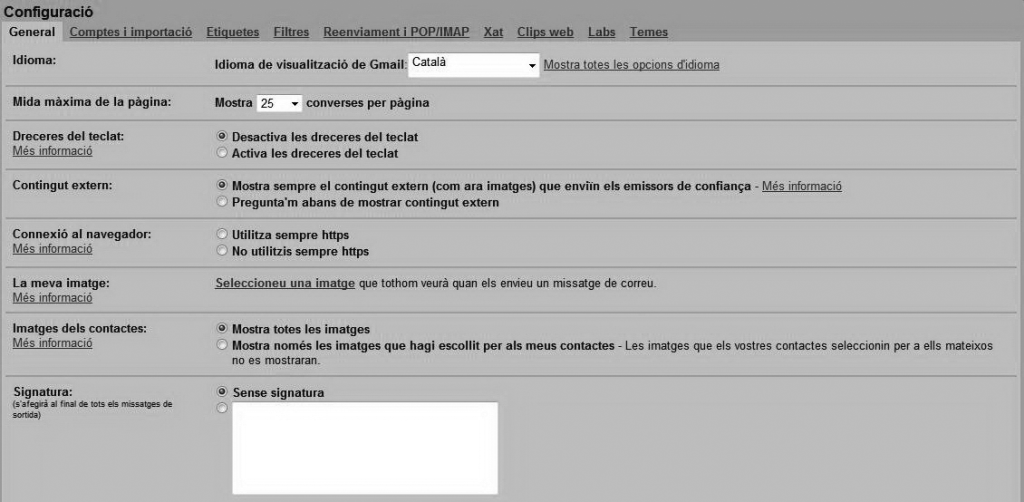 Configuració
General Comptes i importació Etiquetes Filtres Reenviament i POP/IMAP Xat Clips web Labs Temes
Idioma: Idioma de visualització de Gmail: Català Mostra totes les opcions d'idioma
Mida màxima de la pàgina: Mostra 25 converses per pàgina
Dreceres del teclat: Desactiva les dreceres del teclat
Més informació Activa les dreceres del teclat
Contingut extern: Mostra sempre el contingut extern (com ara imatges) que enviïn els emissors de confiança - Més informació
Pregunta'm abans de mostrar contingut extern
Connexió al navegador: Utilitza sempre https
Més informació No utilitzis sempre https
La meva imatge: Seleccioneu una imatge que tothom veurà quan els envieu un missatge de correu.
Més informació
Imatges dels contactes: Mostra totes les imatges
Més informació Mostra només les imatges que hagi escollit per als meus contactes - Les imatges que els vostres contactes seleccionin per a ells mateixos
no es mostraran.
Signatura: Sense signatura
(s'afegirà al final de tots els missatges de
sortida)